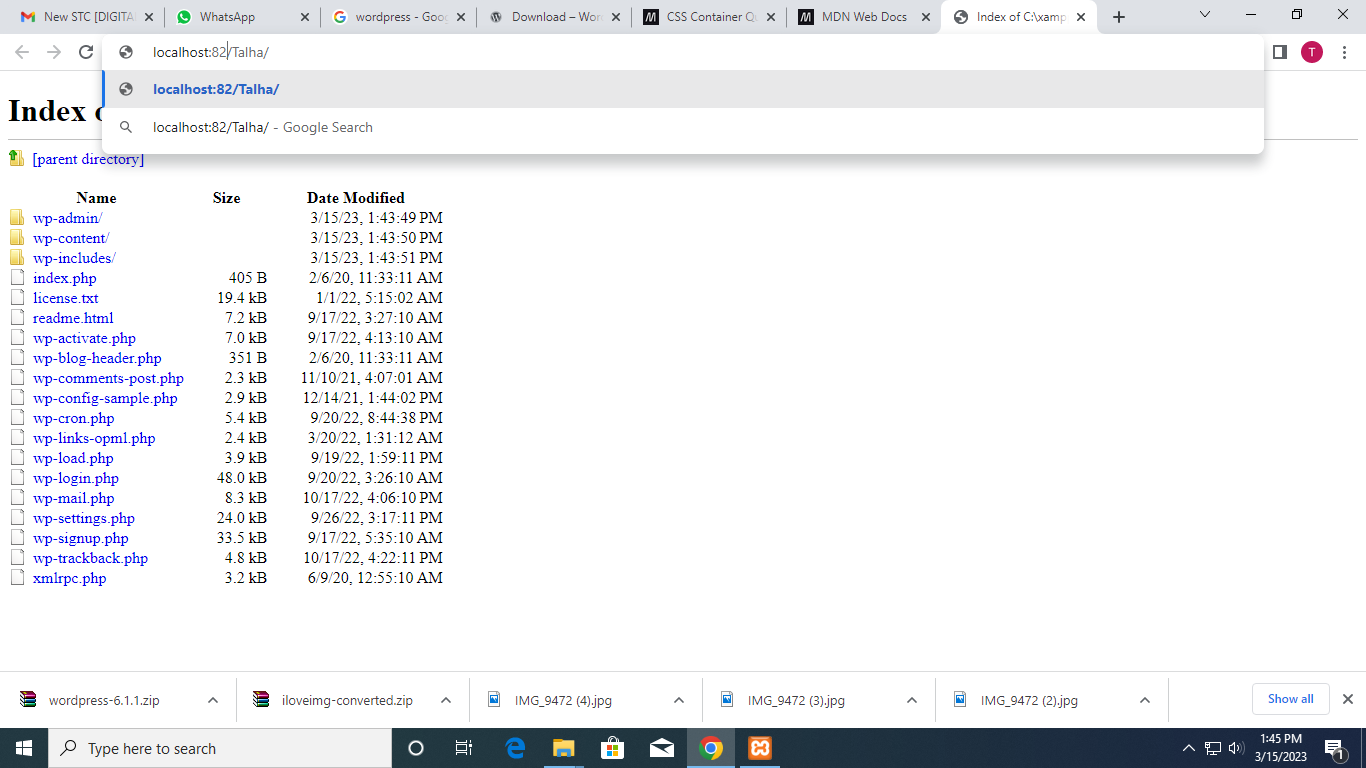 New STC [DIGITA
WhatsApp
wordpress - Goo
Download – Wor
CSS Container Qu
MDN Web Docs
Index of C:\xamp
localhost:82/Talha/
T
localhost:82/Talha/
localhost:82/Talha/ - Google Search
Index
[parent directory]
Name Size Date Modified
wp-admin/ 3/15/23, 1:43:49 PM
wp-content/ 3/15/23, 1:43:50 PM
wp-includes/ 3/15/23, 1:43:51 PM
index.php 405 B 2/6/20, 11:33:11 AM
license.txt 19.4 kB 1/1/22, 5:15:02 AM
readme.html 7.2 kB 9/17/22, 3:27:10 AM
wp-activate.php 7.0 kB 9/17/22, 4:13:10 AM
wp-blog-header.php 351 B 2/6/20, 11:33:11 AM
wp-comments-post.php 2.3 kB 11/10/21, 4:07:01 AM
wp-config-sample.php 2.9 kB 12/14/21, 1:44:02 PM
wp-cron.php 5.4 kB 9/20/22, 8:44:38 PM
wp-links-opml.php 2.4 kB 3/20/22, 1:31:12 AM
wp-load.php 3.9 kB 9/19/22, 1:59:11 PM
wp-login.php 48.0 kB 9/20/22, 3:26:10 AM
wp-mail.php 8.3 kB 10/17/22, 4:06:10 PM
wp-settings.php 24.0 kB 9/26/22, 3:17:11 PM
wp-signup.php 33.5 kB 9/17/22, 5:35:10 AM
wp-trackback.php 4.8 kB 10/17/22, 4:22:11 PM
xmlrpc.php 3.2 kB 6/9/20, 12:55:10 AM
wordpress-6.1.1.zip
iloveimg-converted.zip
IMG_9472 (4).jpg
IMG_9472 (3).jpg
IMG_9472 (2).jpg
Show all
Type here to search
1:45 PM
3/15/2023
1